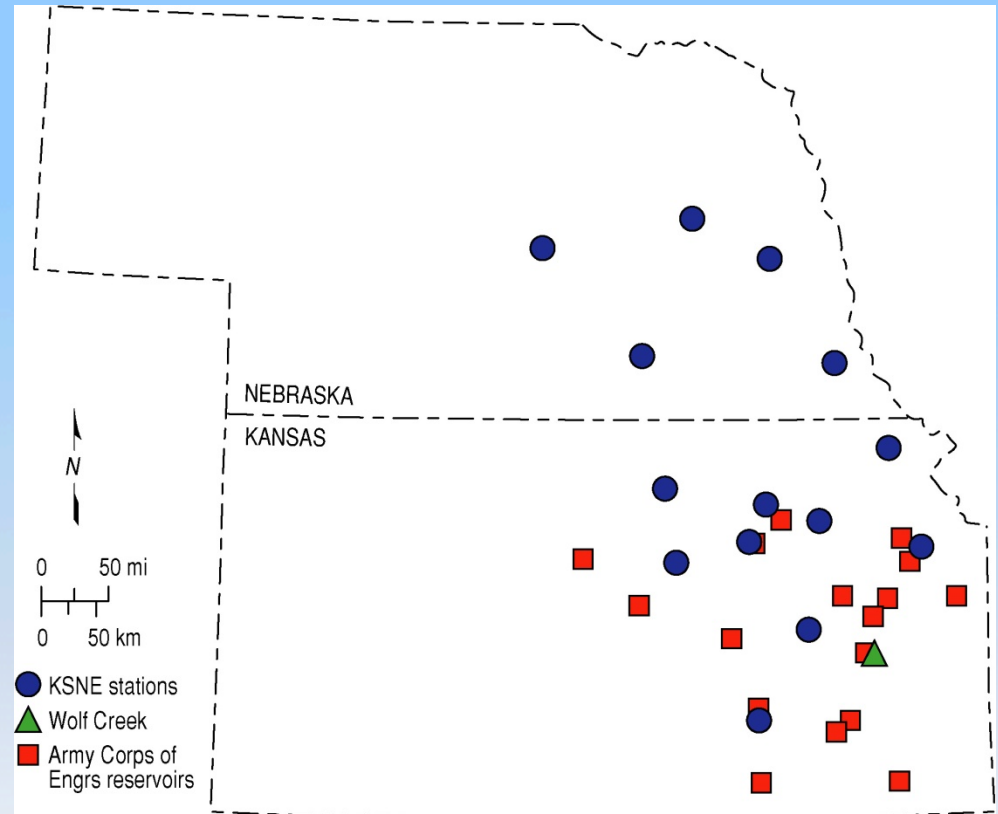 NEBRASKA
KANSAS
N
0 50 mi
0 50 km
KSNE stations
Wolf Creek
Army Corps of
Engrs reservoirs